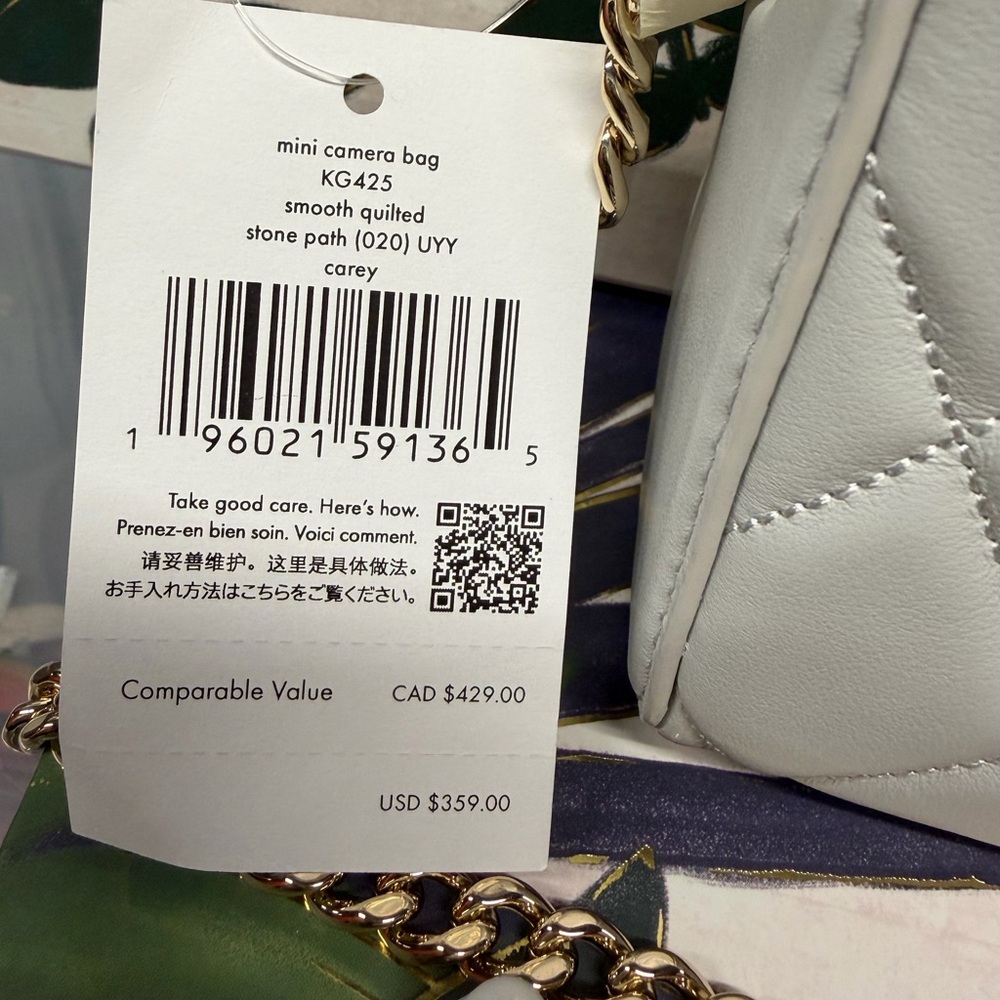 mini camera bag
KG425
smooth quilted
stone path (020) UYY
carey
1 96021 59136 5
Take good care. Here's how.
Prenez-en bien soin. Voici comment.
请妥善维护。这里是具体做法。
お手入れ方法はこちらをご覧ください。
Comparable Value CAD $429.00
USD $359.00